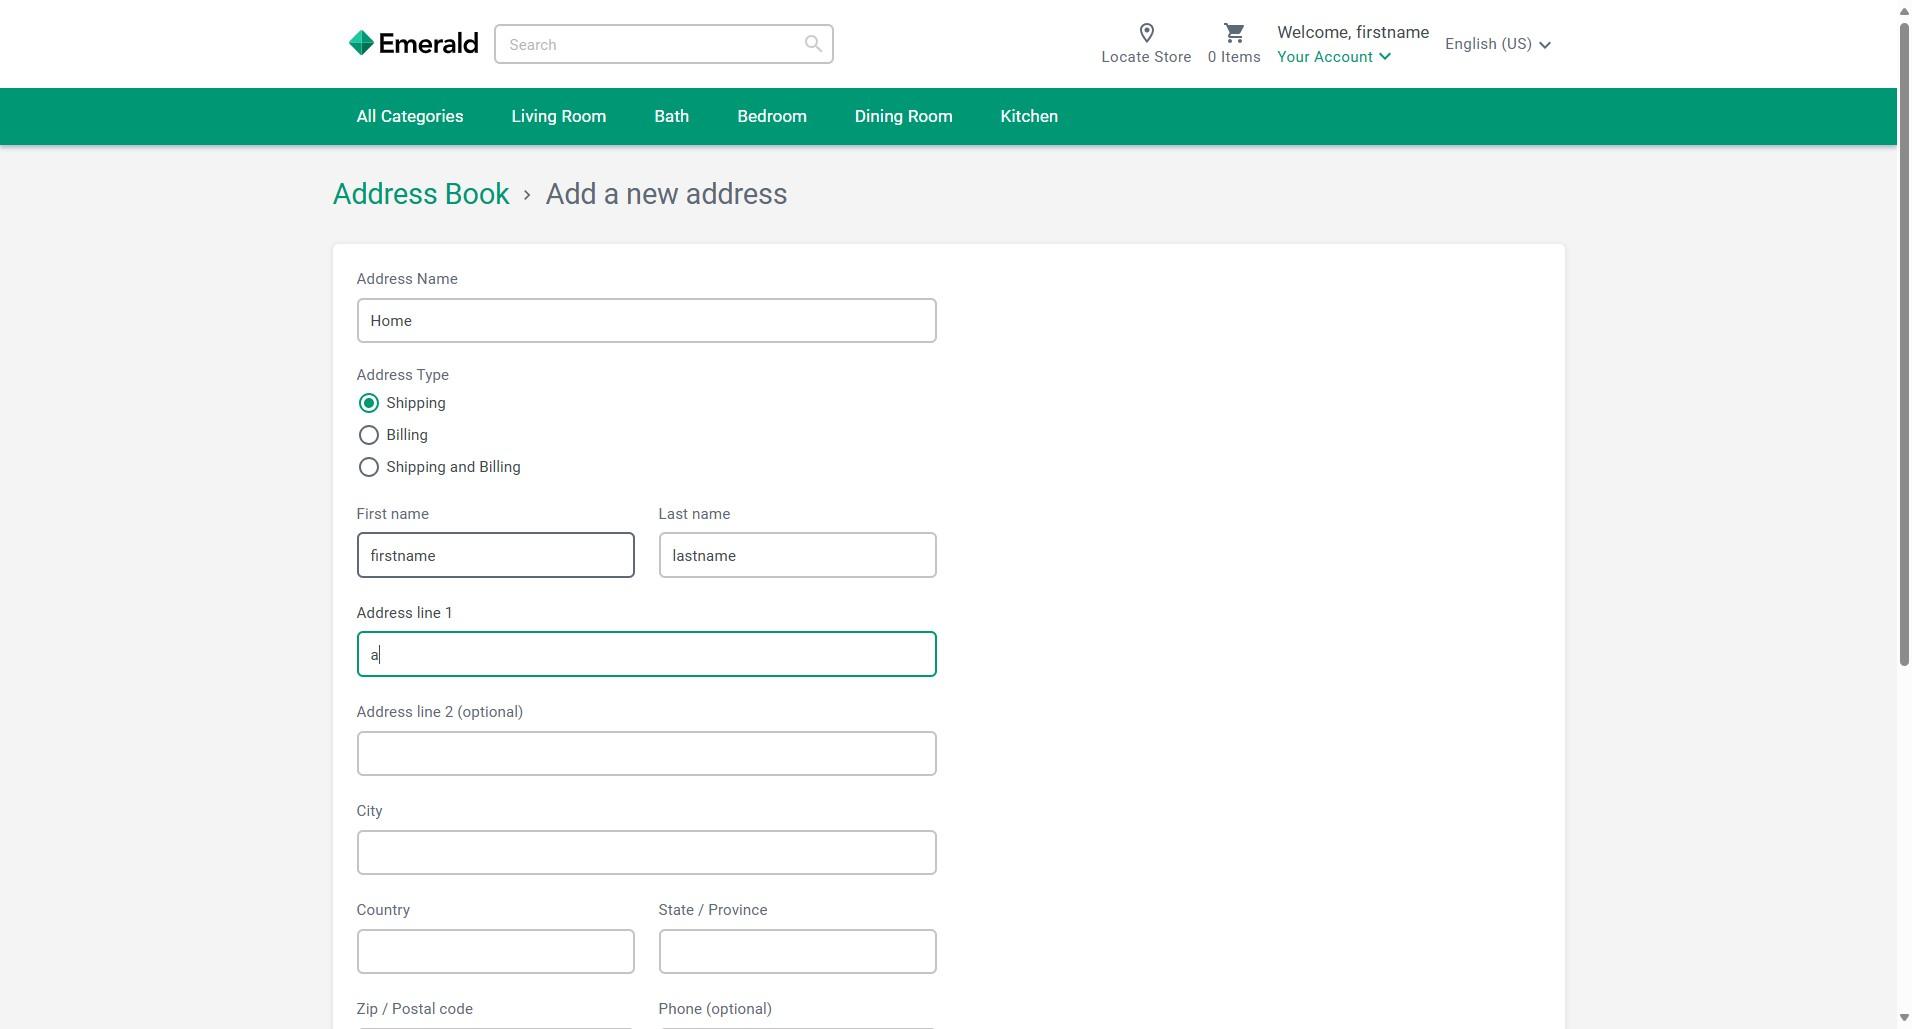 Emerald
Search
Locate Store
0 Items
Welcome, firstname
Your Account
English (US)
All Categories
Living Room
Bath
Bedroom
Dining Room
Kitchen
Address Book › Add a new address
Address Name
Home
Address Type
Shipping
Billing
Shipping and Billing
First name
Last name
firstname
lastname
Address line 1
a
Address line 2 (optional)
City
Country
State / Province
Zip / Postal code
Phone (optional)